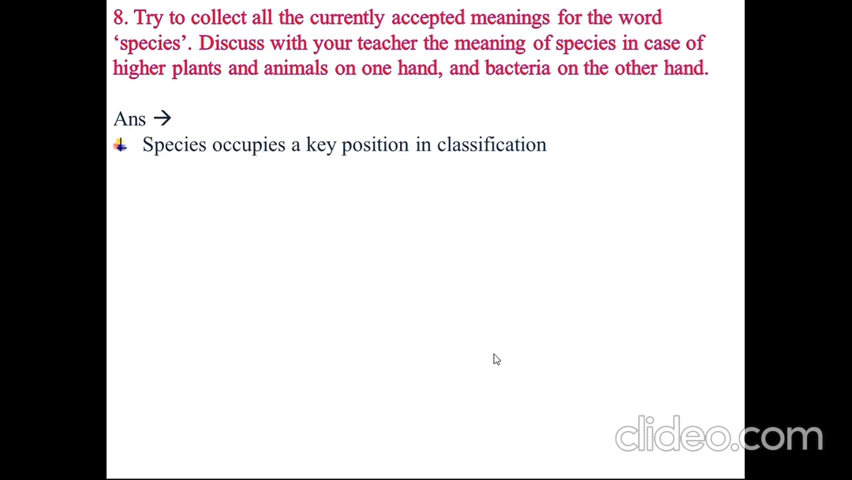 8. Try to collect all the currently accepted meanings for the word
‘species’. Discuss with your teacher the meaning of species in case of
higher plants and animals on one hand, and bacteria on the other hand.
Ans →
Species occupies a key position in classification
clideo.com